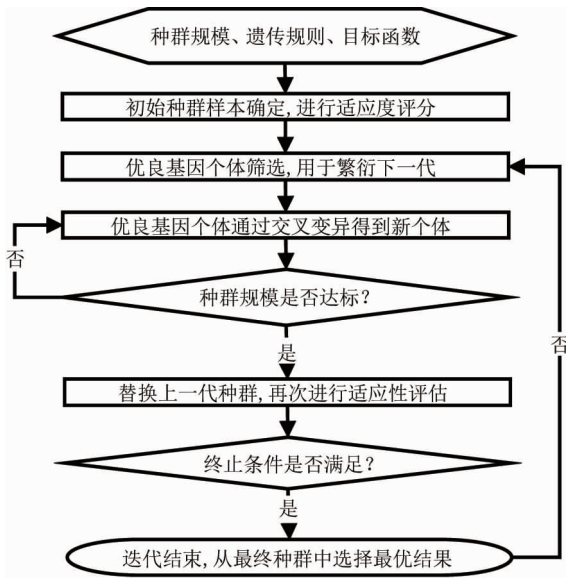 种群规模、遗传规则、目标函数
初始种群样本确定,进行适应度评分
优良基因个体筛选,用于繁衍下一代
优良基因个体通过交叉变异得到新个体
否
种群规模是否达标?
是
否
替换上一代种群,再次进行适应性评估
终止条件是否满足?
是
迭代结束,从最终种群中选择最优结果